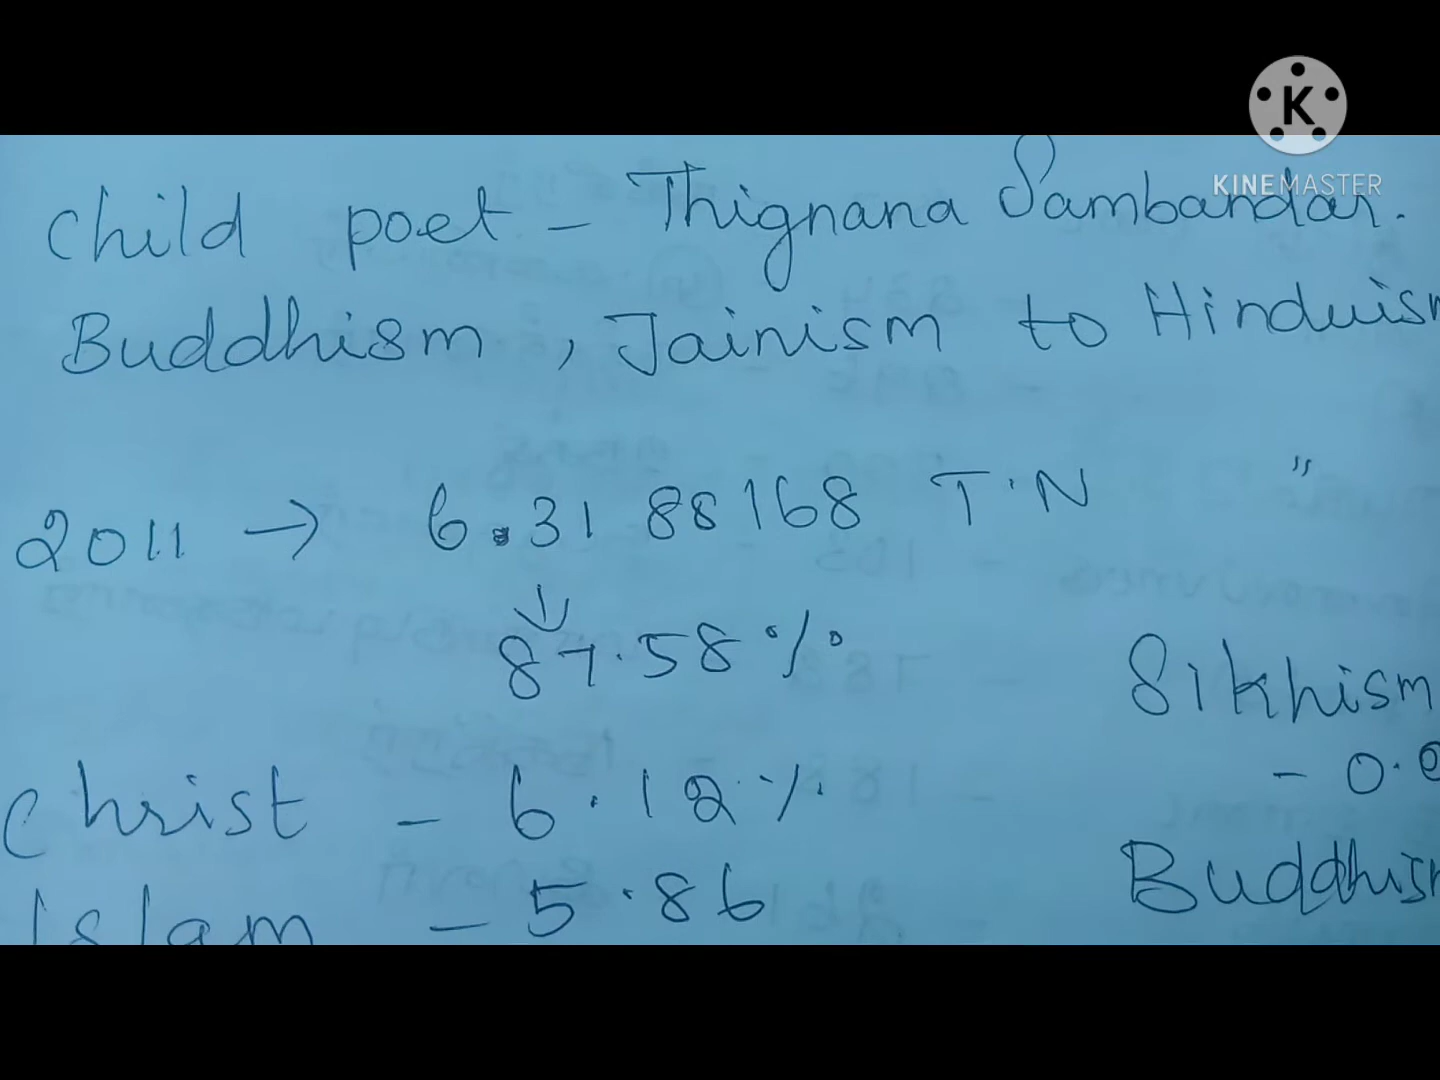 KINEMASTER
Child poet - Thignana Sambandar.
Buddhism, Jainism to Hinduism
2011 → 6.31 88168 T.N "
87.58%
Sikhism
- 0.
Christ - 6.12%
Buddhism
Islam - 5.86